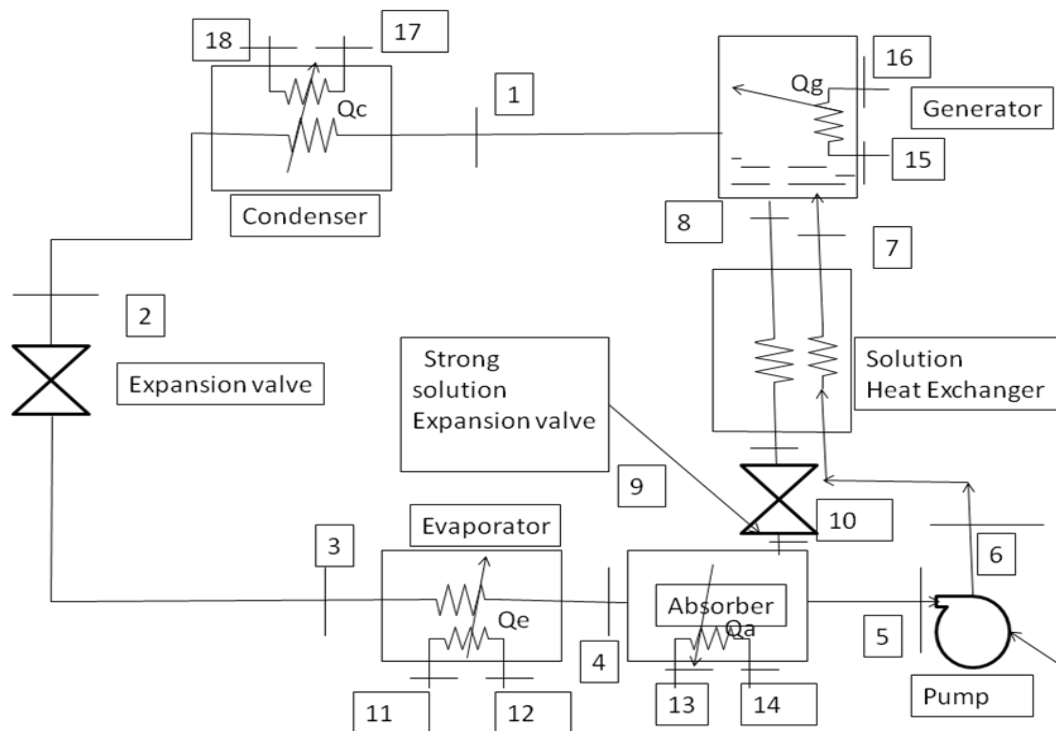 18
17
Qc
1
Condenser
Qg
16
Generator
15
8
7
2
Expansion valve
Strong
solution
Expansion valve
Solution
Heat Exchanger
9
10
Evaporator
3
Qe
4
Absorber
Qa
5
6
Pump
11
12
13
14